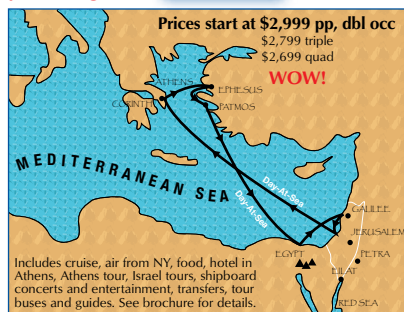 Prices start at $2,999 pp, dbl occ
$2,799 triple
$2,699 quad
WOW!
ATHENS
EPHESUS
CORINTH
PATMOS
MEDITERRANEAN SEA
Day-At-Sea
Day-At-Sea
GALILEE
JERUSALEM
EGYPT
PETRA
EILAT
RED SEA
Includes cruise, air from NY, food, hotel in
Athens, Athens tour, Israel tours, shipboard
concerts and entertainment, transfers, tour
buses and guides. See brochure for details.